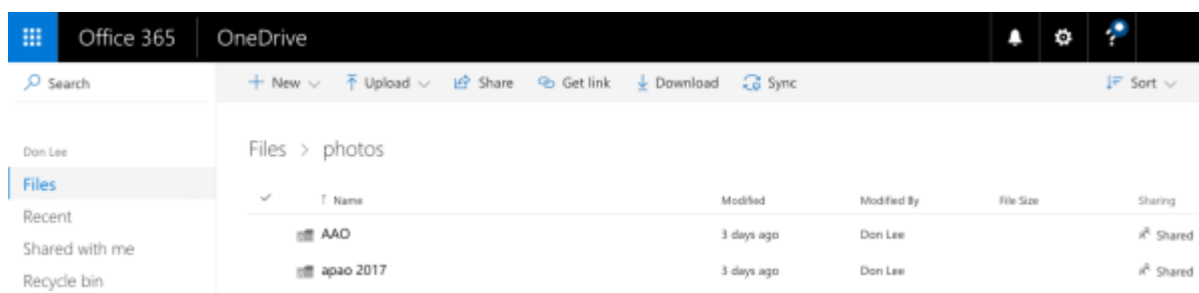 Office 365 OneDrive ?
Search + New Upload Share Get link Download Sync Sort
Don Lee
Files > photos
Files
Name Modified Modified By File Size Sharing
Recent
AAO 3 days ago Don Lee Shared
Shared with me
apao 2017 3 days ago Don Lee Shared
Recycle bin